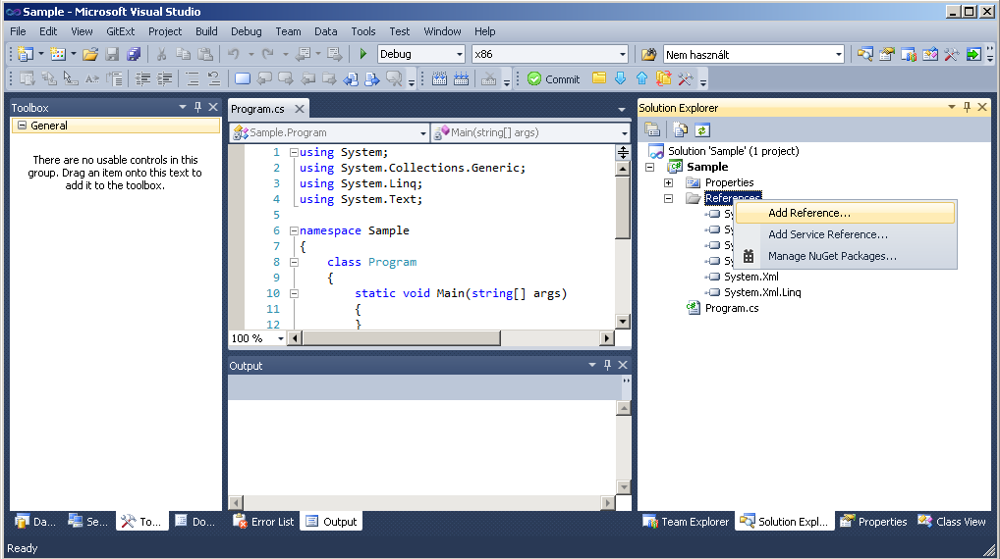 Sample - Microsoft Visual Studio
File Edit View GitExt Project Build Debug Team Data Tools Test Window Help
Debug x86 Nem használt
Commit
Toolbox
General
There are no usable controls in this
group. Drag an item onto this text to
add it to the toolbox.
Program.cs
Sample.Program Main(string[] args)
1 using System;
2 using System.Collections.Generic;
3 using System.Linq;
4 using System.Text;
5
6 namespace Sample
7 {
8 class Program
9 {
10 static void Main(string[] args)
11 {
12 }
100 %
Output
Solution Explorer
Solution 'Sample' (1 project)
Sample
Properties
References
Add Reference...
Add Service Reference...
Manage NuGet Packages...
System.Xml
System.Xml.Linq
Program.cs
Da... Se... To... Do... Error List Output Team Explorer Solution Expl... Properties Class View
Ready